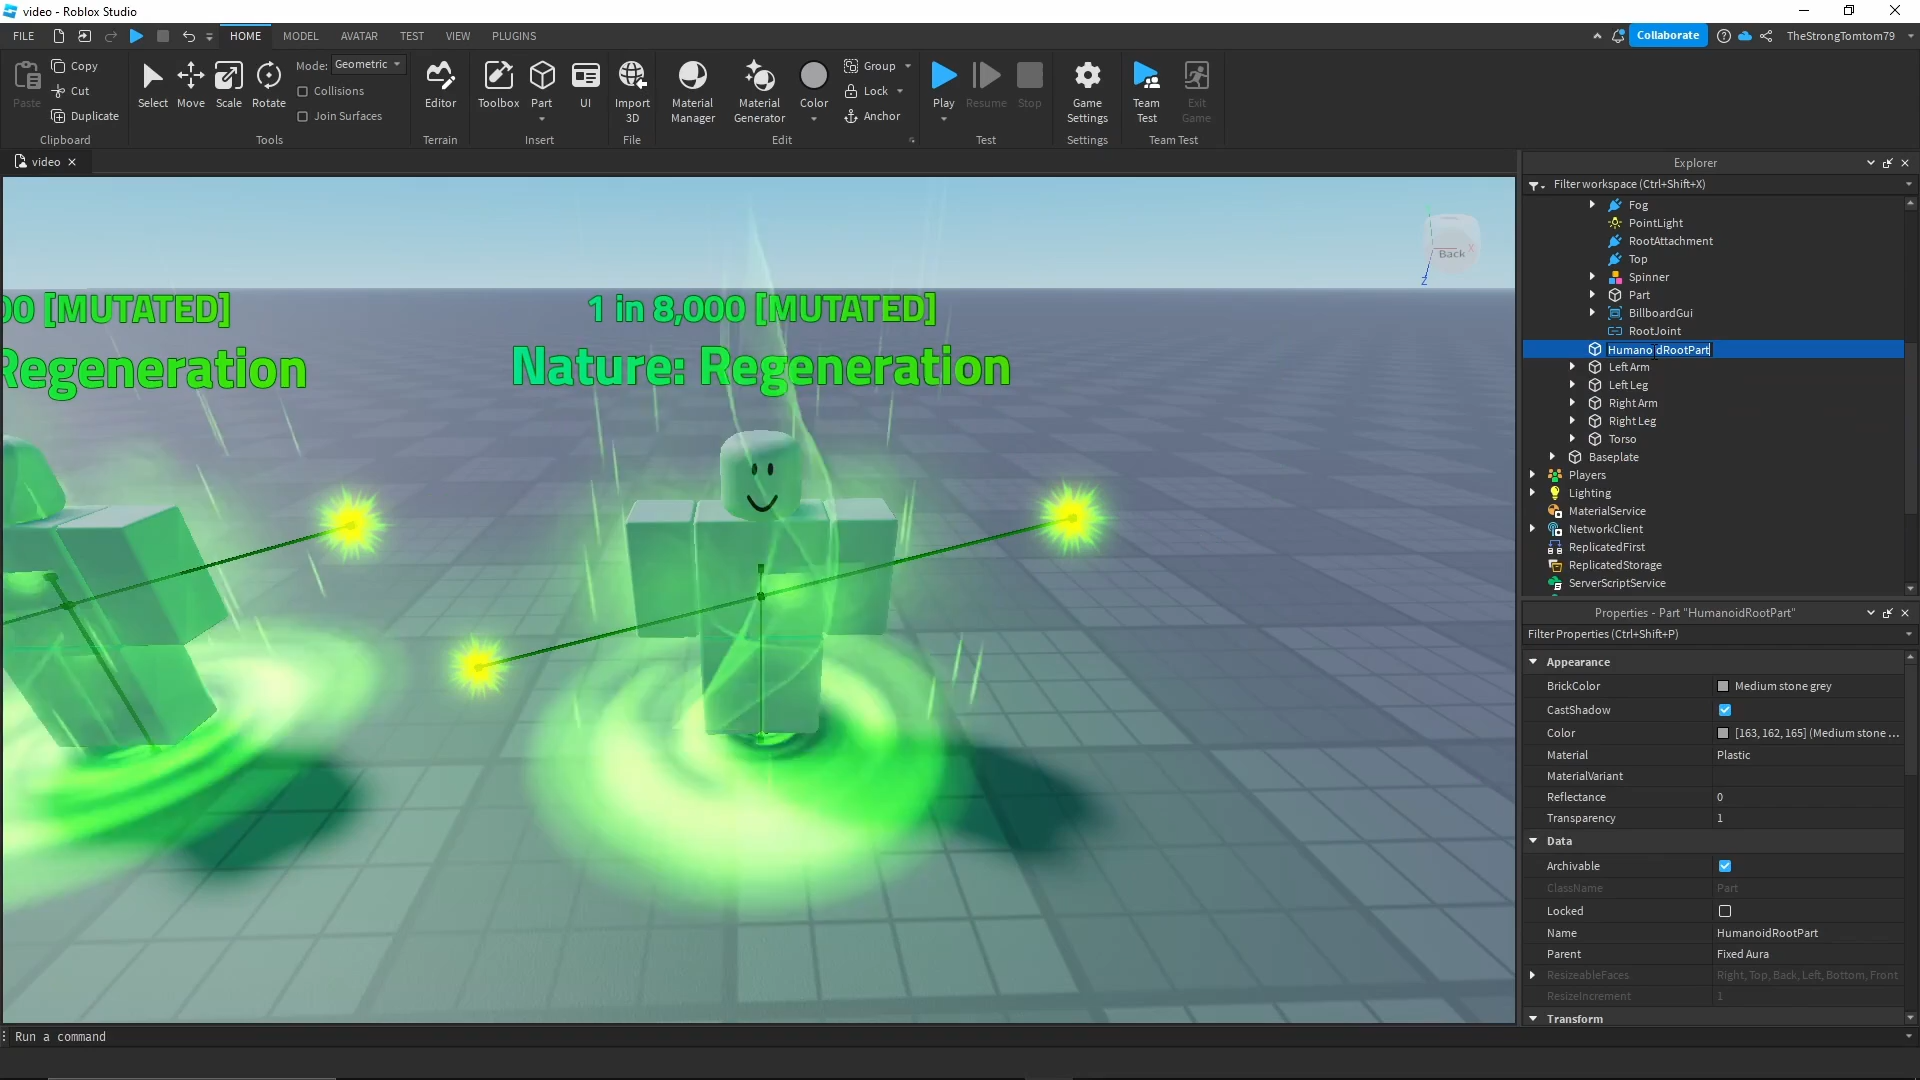 video - Roblox Studio
FILE
HOME
MODEL
AVATAR
TEST
VIEW
PLUGINS
Collaborate
TheStrongTomtom79
Paste
Copy
Cut
Duplicate
Clipboard
Select
Move
Scale
Rotate
Mode: Geometric
Collisions
Join Surfaces
Tools
Editor
Terrain
Toolbox
Part
UI
Insert
Import 3D
File
Material Manager
Material Generator
Color
Group
Lock
Anchor
Edit
Play
Resume
Stop
Test
Game Settings
Settings
Team Test
Exit Game
Team Test
video
00 [MUTATED]
Regeneration
1 in 8,000 [MUTATED]
Nature: Regeneration
Back
X
Z
Explorer
Filter workspace (Ctrl+Shift+X)
Fog
PointLight
RootAttachment
Top
Spinner
Part
BillboardGui
RootJoint
HumanoidRootPart
Left Arm
Left Leg
Right Arm
Right Leg
Torso
Baseplate
Players
Lighting
MaterialService
NetworkClient
ReplicatedFirst
ReplicatedStorage
ServerScriptService
Properties - Part "HumanoidRootPart"
Filter Properties (Ctrl+Shift+P)
Appearance
BrickColor Medium stone grey
CastShadow
Color [163, 162, 165] (Medium stone ...
Material Plastic
MaterialVariant
Reflectance 0
Transparency 1
Data
Archivable
ClassName Part
Locked
Name HumanoidRootPart
Parent Fixed Aura
ResizeableFaces Right, Top, Back, Left, Bottom, Front
ResizeIncrement 1
Transform
Run a command